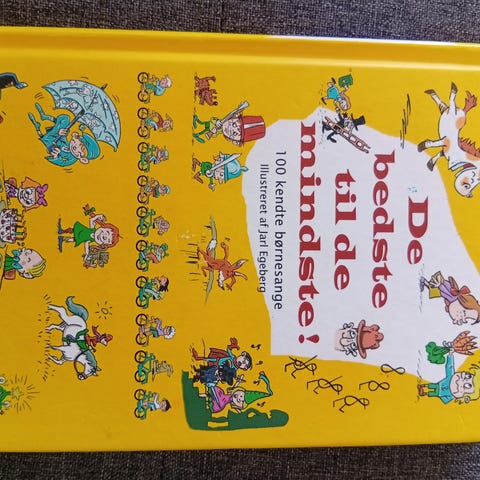 De
bedste
til de
mindste!
100 kendte børnesange
Illustreret af Jarl Egeberg